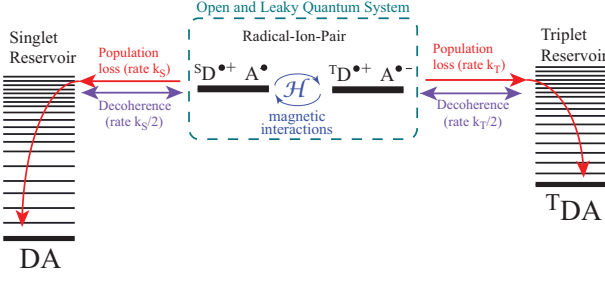 Open and Leaky Quantum System
Singlet
Reservoir
Radical-Ion-Pair
Triplet
Reservoir
Population
loss (rate k_S)
Decoherence
(rate k_S/2)
ˢD•⁺ A•
ℋ
magnetic
interactions
ᵀD•⁺ A•⁻
Population
loss (rate k_T)
Decoherence
(rate k_T/2)
DA
ᵀDA